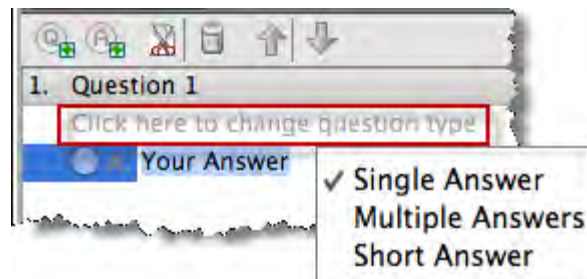 1. Question 1
Click here to change question type
Your Answer
✓ Single Answer
Multiple Answers
Short Answer